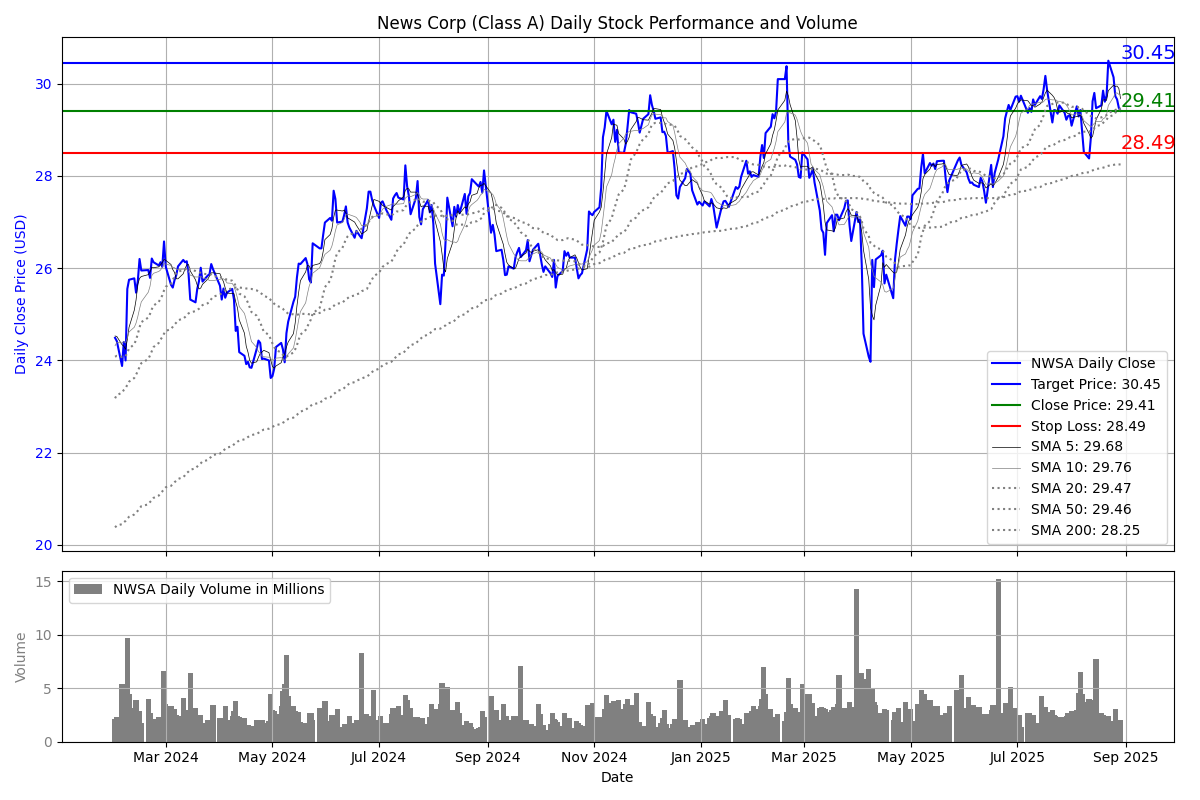 News Corp (Class A) Daily Stock Performance and Volume
30.45
29.41
28.49
30
28
26
24
22
20
Daily Close Price (USD)
NWSA Daily Close
Target Price: 30.45
Close Price: 29.41
Stop Loss: 28.49
SMA 5: 29.68
SMA 10: 29.76
SMA 20: 29.47
SMA 50: 29.46
SMA 200: 28.25
NWSA Daily Volume in Millions
15
10
5
0
Volume
Mar 2024
May 2024
Jul 2024
Sep 2024
Nov 2024
Jan 2025
Mar 2025
May 2025
Jul 2025
Sep 2025
Date